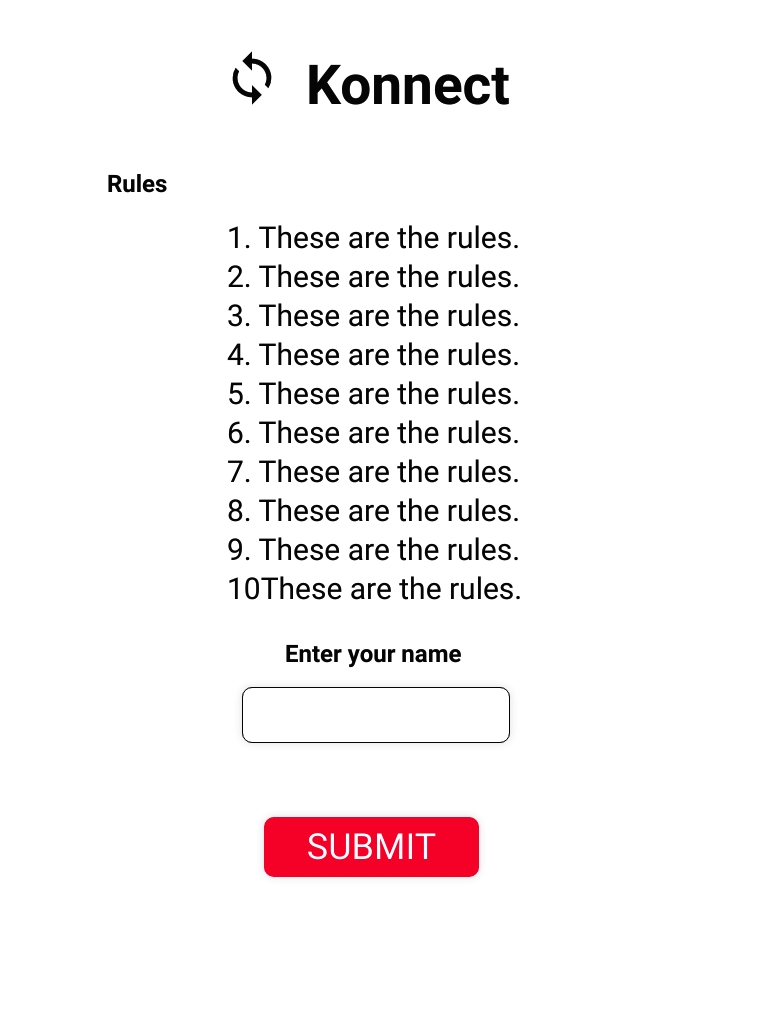 Konnect
Rules
1. These are the rules.
2. These are the rules.
3. These are the rules.
4. These are the rules.
5. These are the rules.
6. These are the rules.
7. These are the rules.
8. These are the rules.
9. These are the rules.
10These are the rules.
Enter your name
SUBMIT